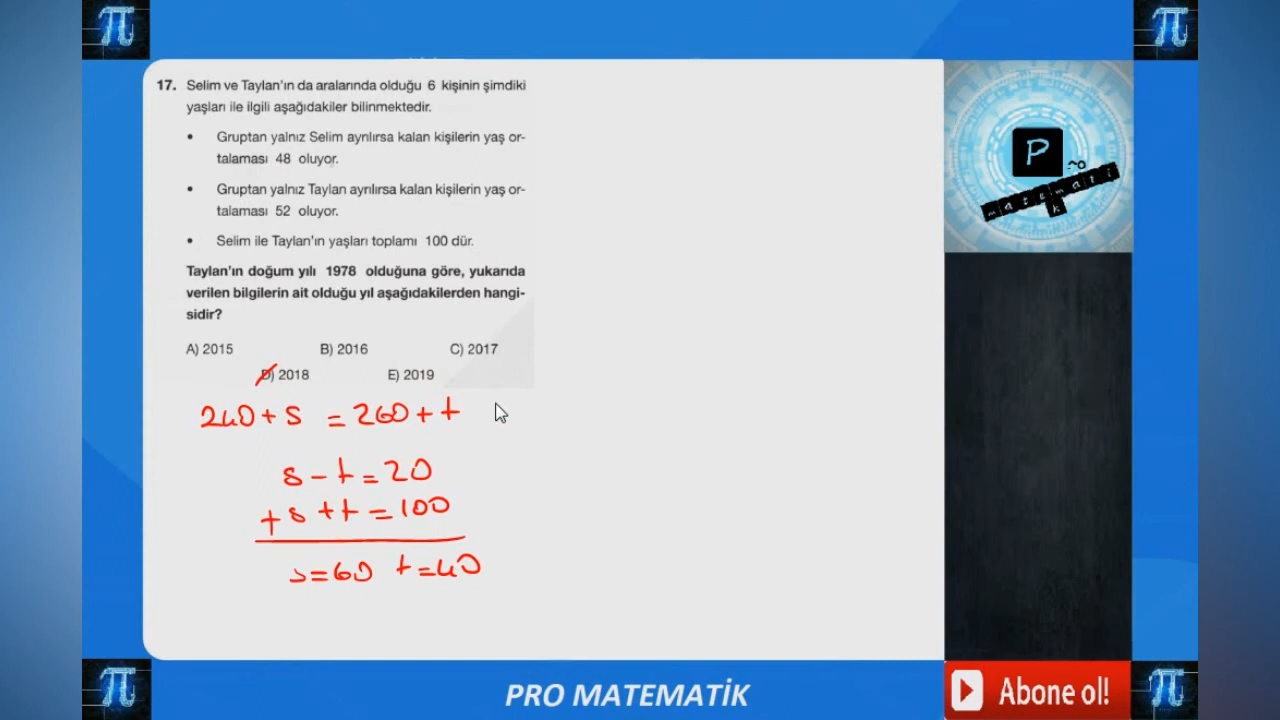 17. Selim ve Taylan'ın da aralarında olduğu 6 kişinin şimdiki
yaşları ile ilgili aşağıdakiler bilinmektedir.
• Gruptan yalnız Selim ayrılırsa kalan kişilerin yaş or-
talaması 48 oluyor.
• Gruptan yalnız Taylan ayrılırsa kalan kişilerin yaş or-
talaması 52 oluyor.
• Selim ile Taylan'ın yaşları toplamı 100 dür.
Taylan'ın doğum yılı 1978 olduğuna göre, yukarıda
verilen bilgilerin ait olduğu yıl aşağıdakilerden hangi-
sidir?
A) 2015 B) 2016 C) 2017
D) 2018 E) 2019
240 + s = 260 + t
s - t = 20
+ s + t = 100
s = 60 t = 40
P
matematik
π
π
π
π
PRO MATEMATİK
Abone ol!